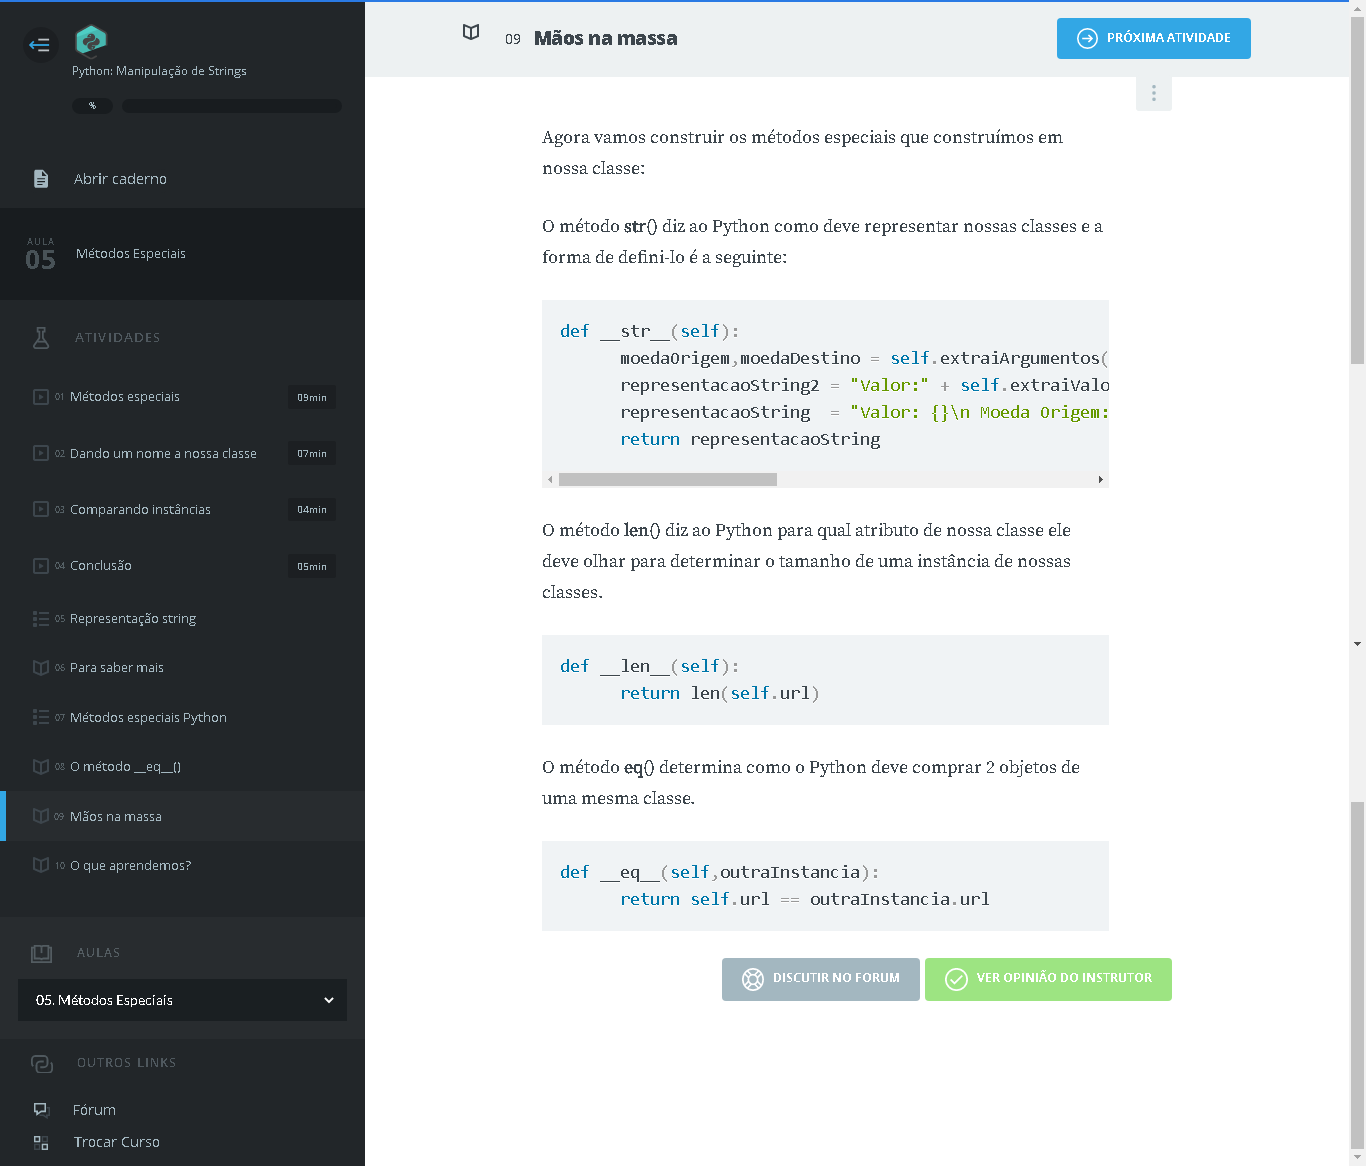 Python: Manipulação de Strings
%
Abrir caderno
AULA
05
Métodos Especiais
ATIVIDADES
01 Métodos especiais 09min
02 Dando um nome a nossa classe 07min
03 Comparando instâncias 04min
04 Conclusão 05min
05 Representação string
06 Para saber mais
07 Métodos especiais Python
08 O método __eq__()
09 Mãos na massa
10 O que aprendemos?
AULAS
05. Métodos Especiais
OUTROS LINKS
Fórum
Trocar Curso
09 Mãos na massa
PRÓXIMA ATIVIDADE
Agora vamos construir os métodos especiais que construímos em
nossa classe:
O método str() diz ao Python como deve representar nossas classes e a
forma de defini-lo é a seguinte:
def __str__(self):
moedaOrigem,moedaDestino = self.extraiArgumentos(
representacaoString2 = "Valor:" + self.extraiValo
representacaoString  = "Valor: {}\n Moeda Origem:
return representacaoString
O método len() diz ao Python para qual atributo de nossa classe ele
deve olhar para determinar o tamanho de uma instância de nossas
classes.
def __len__(self):
return len(self.url)
O método eq() determina como o Python deve comprar 2 objetos de
uma mesma classe.
def __eq__(self,outraInstancia):
return self.url == outraInstancia.url
DISCUTIR NO FORUM
VER OPINIÃO DO INSTRUTOR